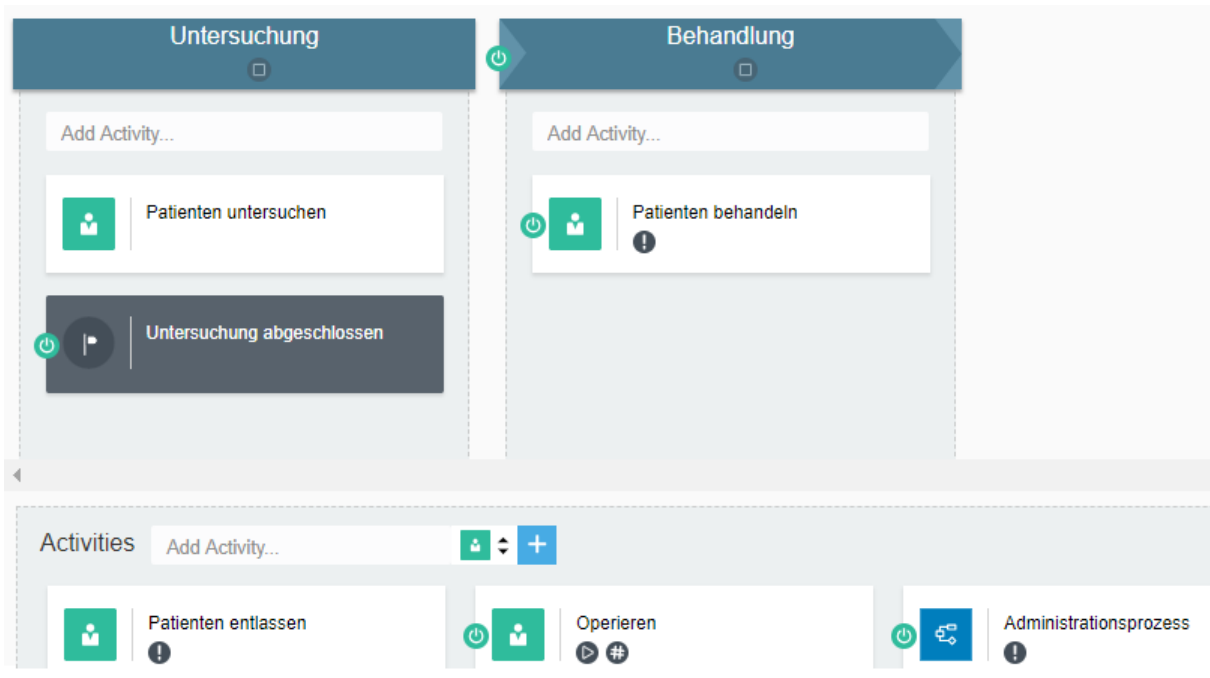 Untersuchung
Behandlung
Add Activity...
Add Activity...
Patienten untersuchen
Patienten behandeln
Untersuchung abgeschlossen
Activities
Add Activity...
Patienten entlassen
Operieren
Administrationsprozess